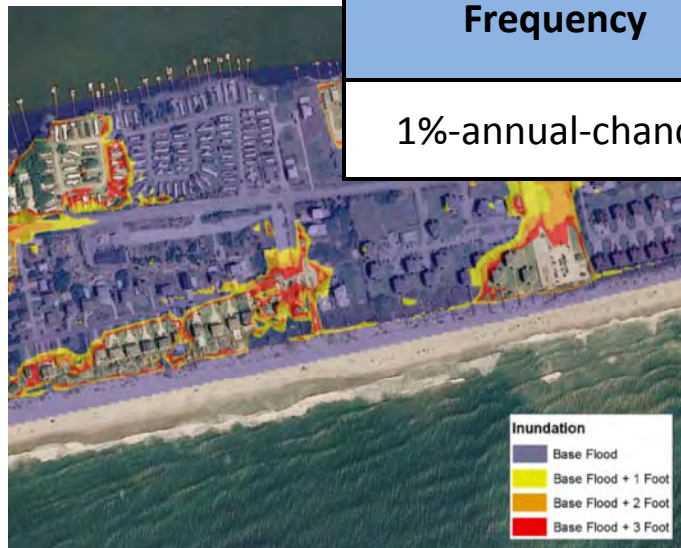 Frequency
1%-annual-chanc
Inundation
Base Flood
Base Flood + 1 Foot
Base Flood + 2 Foot
Base Flood + 3 Foot